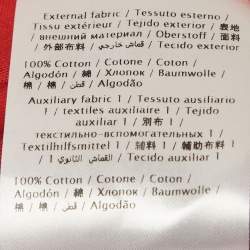 External fabric / Tessuto esterno /
Tissu extérieur / Tejido exterior / 表地
/ внешний материал / Oberstoff / 面料
/ 外部布料 / قماش خارجي / Tecido exterior
100% Cotton / Cotone / Coton /
Algodón / 綿 / Хлопок / Baumwolle /
棉 / 棉 / قطن / Algodão
Auxiliary fabric 1 / Tessuto ausiliario
1 / textiles auxiliaire 1 / Tejido
auxiliar 1 / 別布 1 /
текстильно-вспомогательных 1 /
Textilhilfsmittel 1 / 辅料 1 / 輔助布料
1 / القماش الثانوي 1 / Tecido auxiliar 1
100% Cotton / Cotone / Coton /
Algodón / 綿 / Хлопок / Baumwolle /
棉 / 棉 / قطن / Algodão